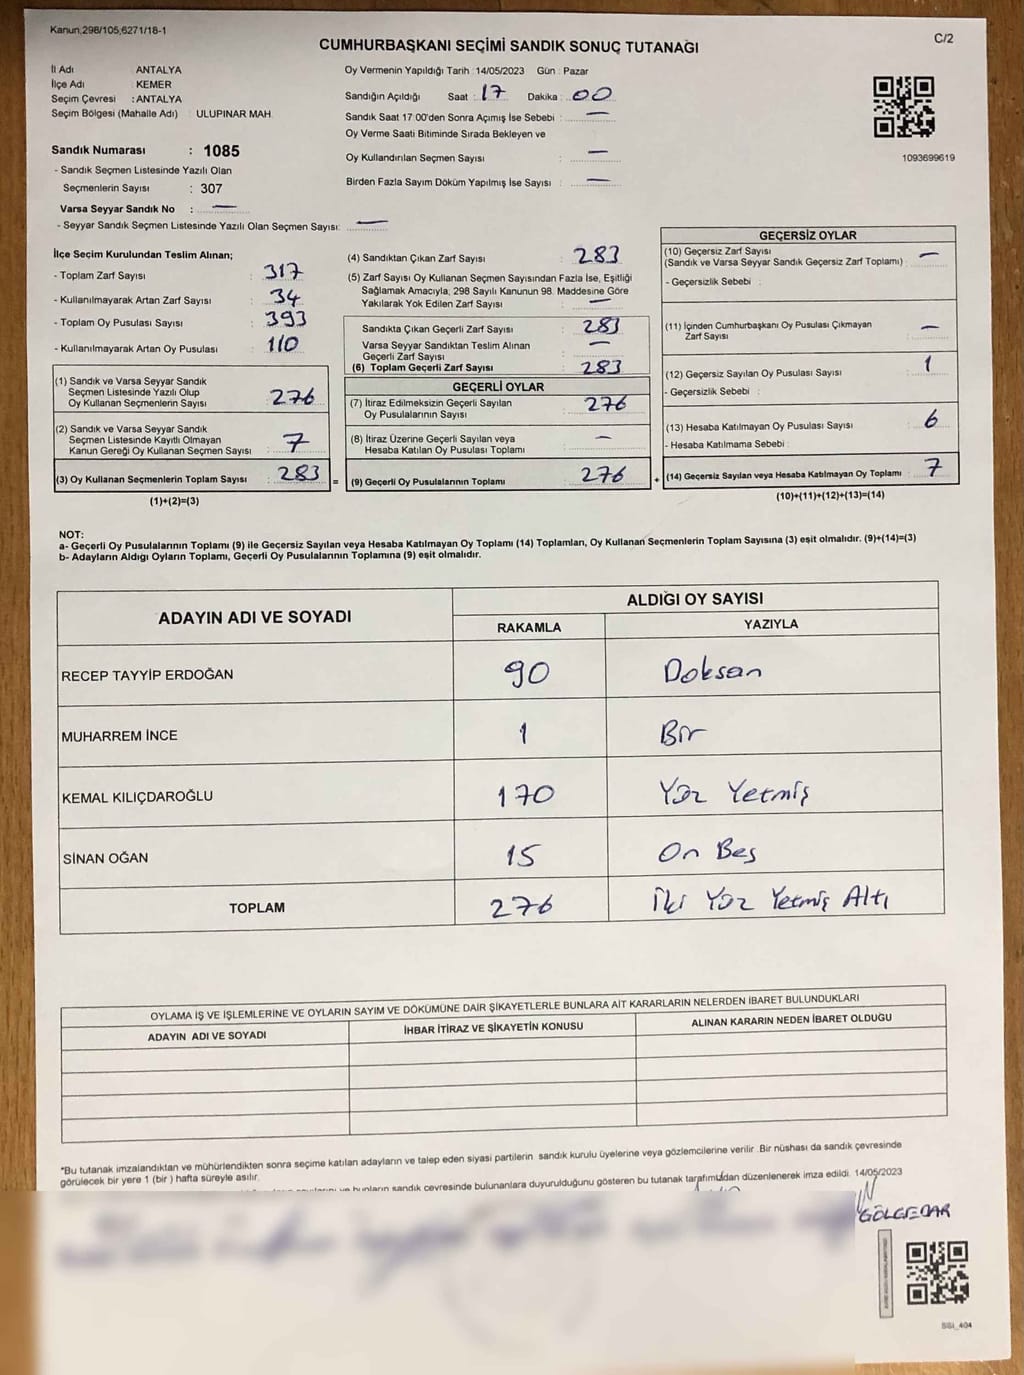 Kanun;298/105;6271/18-1
C/2
CUMHURBAŞKANI SEÇİMİ SANDIK SONUÇ TUTANAĞI
İl Adı : ANTALYA
İlçe Adı : KEMER
Seçim Çevresi : ANTALYA
Seçim Bölgesi (Mahalle Adı) : ULUPINAR MAH.
Sandık Numarası : 1085
- Sandık Seçmen Listesinde Yazılı Olan
Seçmenlerin Sayısı : 307
Varsa Seyyar Sandık No : —
- Seyyar Sandık Seçmen Listesinde Yazılı Olan Seçmen Sayısı: —
Oy Vermenin Yapıldığı Tarih : 14/05/2023 Gün : Pazar
Sandığın Açıldığı Saat : 17 Dakika : 00
Sandık Saat 17:00'den Sonra Açımış İse Sebebi : —
Oy Verme Saati Bitiminde Sırada Bekleyen ve
Oy Kullandırılan Seçmen Sayısı : —
Birden Fazla Sayım Döküm Yapılmış İse Sayısı : —
1093699619
İlçe Seçim Kurulundan Teslim Alınan;
- Toplam Zarf Sayısı : 317
- Kullanılmayarak Artan Zarf Sayısı : 34
- Toplam Oy Pusulası Sayısı : 393
- Kullanılmayarak Artan Oy Pusulası : 110
(1) Sandık ve Varsa Seyyar Sandık
Seçmen Listesinde Yazılı Olup
Oy Kullanan Seçmenlerin Sayısı : 276
(2) Sandık ve Varsa Seyyar Sandık
Seçmen Listesinde Kayıtlı Olmayan
Kanun Gereği Oy Kullanan Seçmen Sayısı : 7
(3) Oy Kullanan Seçmenlerin Toplam Sayısı : 283
(1)+(2)=(3)
(4) Sandıktan Çıkan Zarf Sayısı : 283
(5) Zarf Sayısı Oy Kullanan Seçmen Sayısından Fazla İse, Eşitliği
Sağlamak Amacıyla, 298 Sayılı Kanunun 98. Maddesine Göre
Yakılarak Yok Edilen Zarf Sayısı : —
Sandıkta Çıkan Geçerli Zarf Sayısı : 283
Varsa Seyyar Sandıktan Teslim Alınan
Geçerli Zarf Sayısı : —
(6) Toplam Geçerli Zarf Sayısı : 283
GEÇERLİ OYLAR
(7) İtiraz Edilmeksizin Geçerli Sayılan
Oy Pusulalarının Sayısı : 276
(8) İtiraz Üzerine Geçerli Sayılan veya
Hesaba Katılan Oy Pusulası Toplamı : —
= (9) Geçerli Oy Pusulalarının Toplamı : 276 +
GEÇERSİZ OYLAR
(10) Geçersiz Zarf Sayısı
(Sandık ve Varsa Seyyar Sandık Geçersiz Zarf Toplamı) : —
- Geçersizlik Sebebi :
(11) İçinden Cumhurbaşkanı Oy Pusulası Çıkmayan
Zarf Sayısı : —
(12) Geçersiz Sayılan Oy Pusulası Sayısı : 1
- Geçersizlik Sebebi :
(13) Hesaba Katılmayan Oy Pusulası Sayısı : 6
- Hesaba Katılmama Sebebi :
(14) Geçersiz Sayılan veya Hesaba Katılmayan Oy Toplamı : 7
(10)+(11)+(12)+(13)=(14)
NOT:
a- Geçerli Oy Pusulalarının Toplamı (9) ile Geçersiz Sayılan veya Hesaba Katılmayan Oy Toplamı (14) Toplamları, Oy Kullanan Seçmenlerin Toplam Sayısına (3) eşit olmalıdır. (9)+(14)=(3)
b- Adayların Aldığı Oyların Toplamı, Geçerli Oy Pusulalarının Toplamına (9) eşit olmalıdır.
ADAYIN ADI VE SOYADI ALDIĞI OY SAYISI
RAKAMLA YAZIYLA
RECEP TAYYİP ERDOĞAN 90 Doksan
MUHARREM İNCE 1 Bir
KEMAL KILIÇDAROĞLU 170 Yüz Yetmiş
SİNAN OĞAN 15 On Beş
TOPLAM 276 İki Yüz Yetmiş Altı
OYLAMA İŞ VE İŞLEMLERİNE VE OYLARIN SAYIM VE DÖKÜMÜNE DAİR ŞİKAYETLERLE BUNLARA AİT KARARLARIN NELERDEN İBARET BULUNDUKLARI
ADAYIN ADI VE SOYADI İHBAR İTİRAZ VE ŞİKAYETİN KONUSU ALINAN KARARIN NEDEN İBARET OLDUĞU
*Bu tutanak imzalandıktan ve mühürlendikten sonra seçime katılan adayların ve talep eden siyasi partilerin sandık kurulu üyelerine veya gözlemcilerine verilir. Bir nüshası da sandık çevresinde
görülecek bir yere 1 (bir) hafta süreyle asılır.
ve bunların sandık çevresinde bulunanlara duyurulduğunu gösteren bu tutanak tarafımızdan düzenlenerek imza edildi. 14/05/2023
GÖLGEDAR
SSI_404